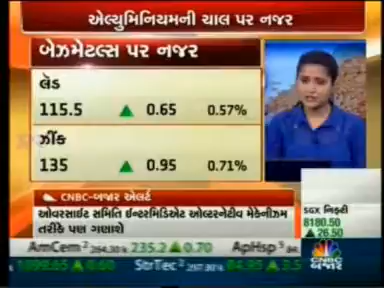 એલ્યુમિનિયમની ચાલ પર નજર
બેઝમેટલ્સ પર નજર
લેડ
115.5 ▲ 0.65 0.57%
ઝીંક
135 ▲ 0.95 0.71%
CNBC-બજાર એલર્ટ
ઓવરસાઈટ સમિતિ ઈન્ટરમિડિએટ ઓલ્ટરનેટીવ મેકેનીઝમ
તરીકે પણ ગણાશે
SGX નિફ્ટી
8180.50
▲ 26.50
AmCem 235.2 ▲ 0.70 ApHsp
StrTec
CNBC
બજાર